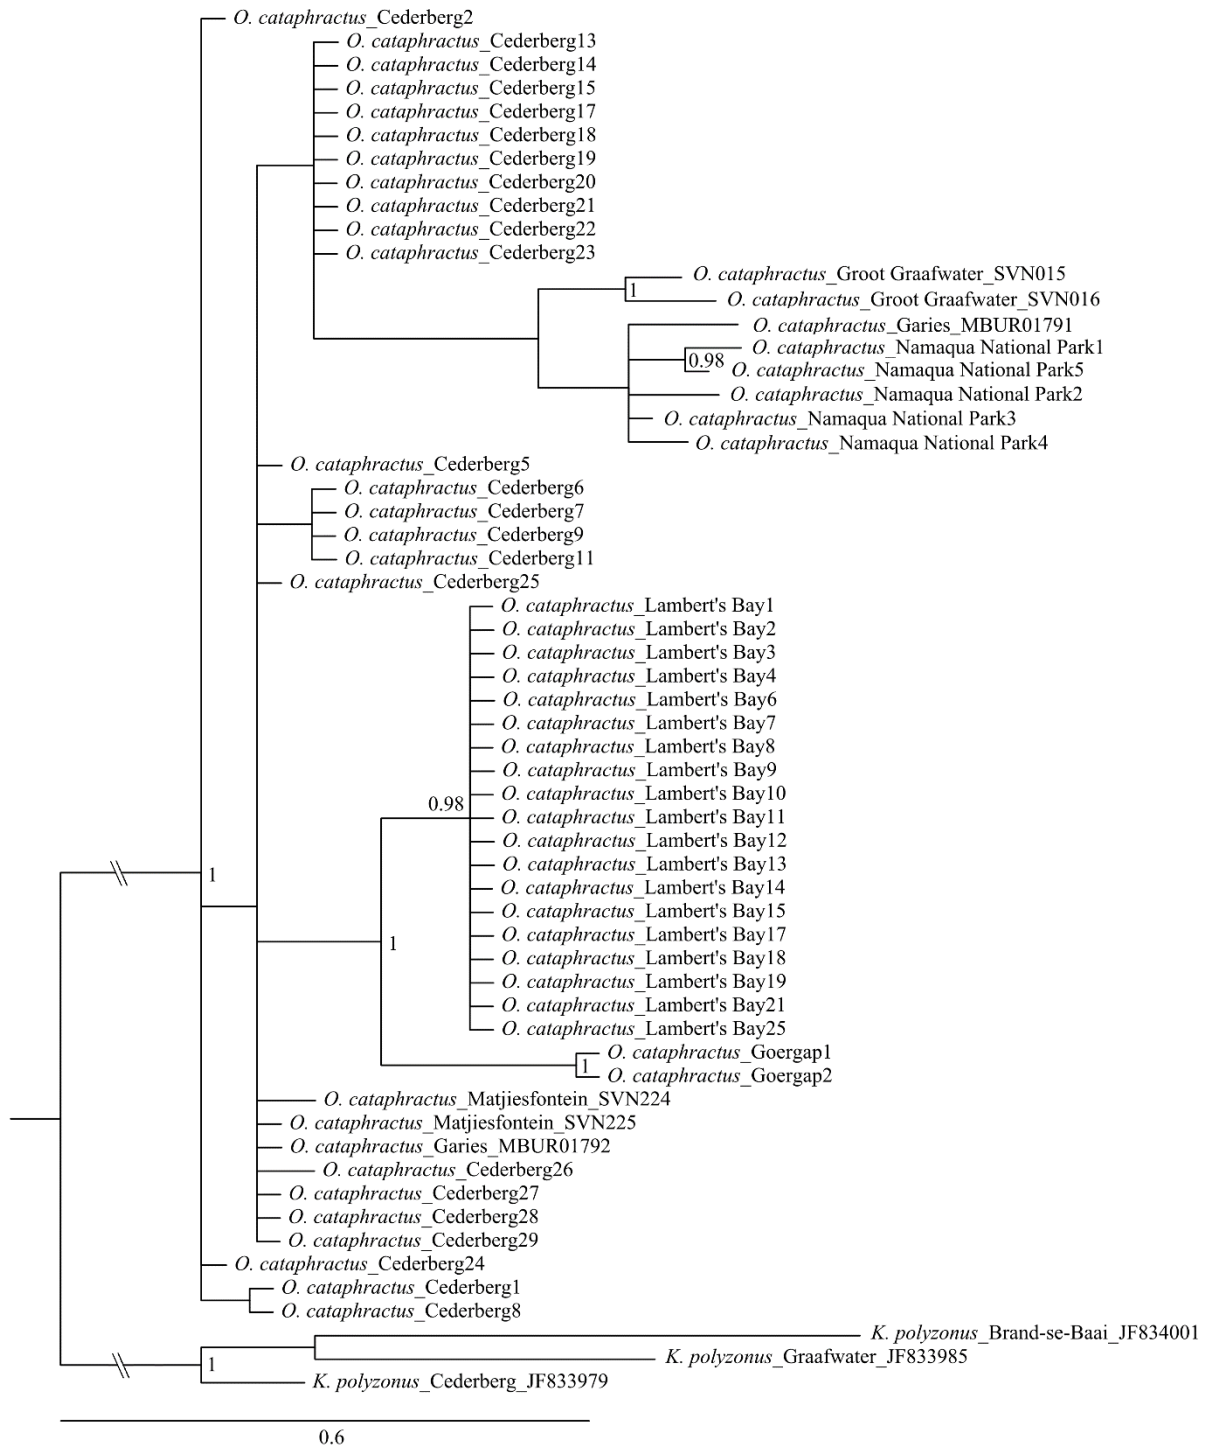 O. cataphractus_Cederberg2
O. cataphractus_Cederberg13
O. cataphractus_Cederberg14
O. cataphractus_Cederberg15
O. cataphractus_Cederberg17
O. cataphractus_Cederberg18
O. cataphractus_Cederberg19
O. cataphractus_Cederberg20
O. cataphractus_Cederberg21
O. cataphractus_Cederberg22
O. cataphractus_Cederberg23
O. cataphractus_Groot Graafwater_SVN015
1
O. cataphractus_Groot Graafwater_SVN016
O. cataphractus_Garies_MBUR01791
O. cataphractus_Namaqua National Park1
0.98
O. cataphractus_Namaqua National Park5
O. cataphractus_Namaqua National Park2
O. cataphractus_Namaqua National Park3
O. cataphractus_Namaqua National Park4
O. cataphractus_Cederberg5
O. cataphractus_Cederberg6
O. cataphractus_Cederberg7
O. cataphractus_Cederberg9
O. cataphractus_Cederberg11
O. cataphractus_Cederberg25
O. cataphractus_Lambert's Bay1
O. cataphractus_Lambert's Bay2
O. cataphractus_Lambert's Bay3
O. cataphractus_Lambert's Bay4
O. cataphractus_Lambert's Bay6
O. cataphractus_Lambert's Bay7
O. cataphractus_Lambert's Bay8
O. cataphractus_Lambert's Bay9
O. cataphractus_Lambert's Bay10
0.98
O. cataphractus_Lambert's Bay11
O. cataphractus_Lambert's Bay12
O. cataphractus_Lambert's Bay13
1
O. cataphractus_Lambert's Bay14
O. cataphractus_Lambert's Bay15
O. cataphractus_Lambert's Bay17
1
O. cataphractus_Lambert's Bay18
O. cataphractus_Lambert's Bay19
O. cataphractus_Lambert's Bay21
O. cataphractus_Lambert's Bay25
O. cataphractus_Goergap1
1
O. cataphractus_Goergap2
O. cataphractus_Matjiesfontein_SVN224
O. cataphractus_Matjiesfontein_SVN225
O. cataphractus_Garies_MBUR01792
O. cataphractus_Cederberg26
O. cataphractus_Cederberg27
O. cataphractus_Cederberg28
O. cataphractus_Cederberg29
O. cataphractus_Cederberg24
O. cataphractus_Cederberg1
O. cataphractus_Cederberg8
K. polyzonus_Brand-se-Baai_JF834001
K. polyzonus_Graafwater_JF833985
1
K. polyzonus_Cederberg_JF833979
0.6